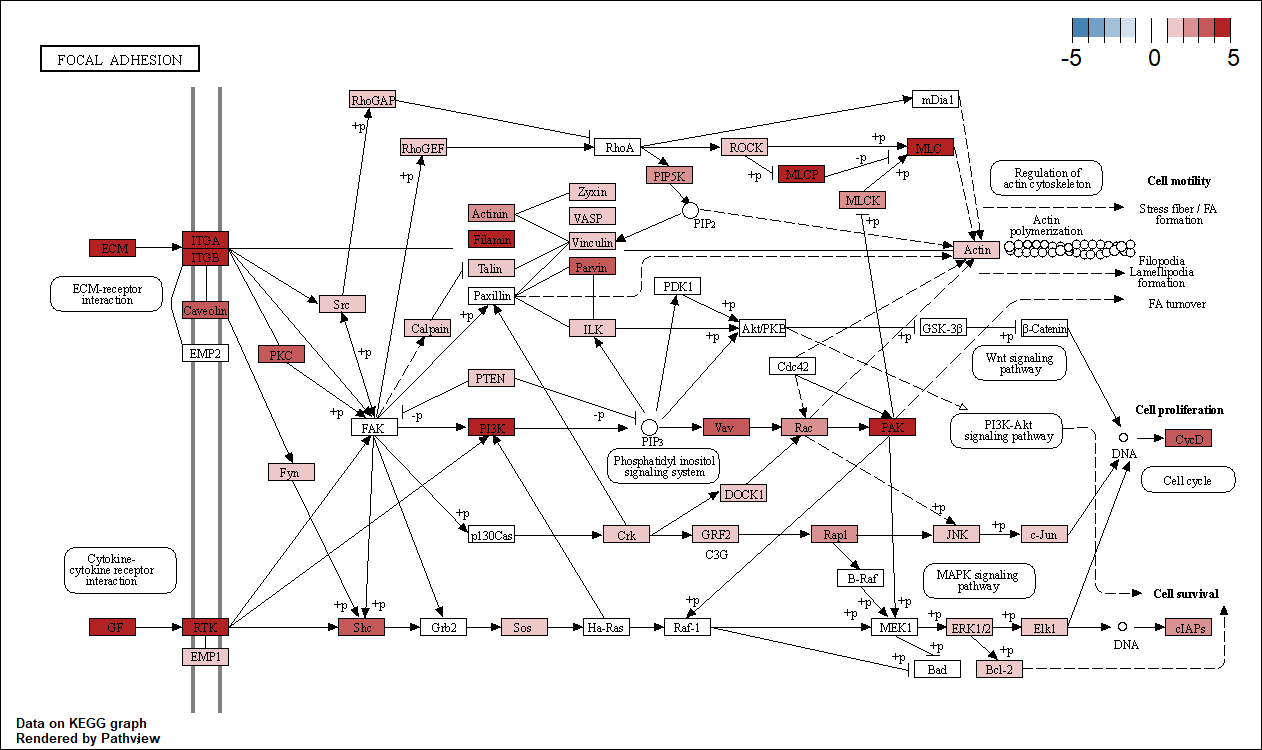 -5 0 5
FOCAL ADHESION
RhoGAP
mDia1
+p
RhoGEF
RhoA
ROCK
+p
MLC
-p
+p
+p
MLCP
+p
PIP5K
MLCK
+p
Regulation of
actin cytoskeleton
Cell motility
Zyxin
Actinin
VASP
PIP2
Stress fiber / FA
formation
Actin
polymerization
Filamin
Vinculin
Actin
ECM
ITGA
ITGB
Talin
Parvin
Filopodia
Lamellipodia
formation
ECM-receptor
interaction
Paxillin
PDK1
Caveolin
Src
+p
+p
FA turnover
Calpain
ILK
+p
Akt/PKB
GSK-3β
+p
+p
β-Catenin
EMP2
PKC
+p
Cdc42
Wnt signaling
pathway
PTEN
+p
-p
-p
Cell proliferation
FAK
PI3K
PIP3
Vav
Rac
PAK
PI3K-Akt
signaling pathway
CycD
DNA
Phosphatidyl inositol
signaling system
Fyn
Cell cycle
DOCK1
+p
+p
+p
p130Cas
Crk
GRF2
Rap1
JNK
c-Jun
C3G
Cytokine-
cytokine receptor
interaction
B-Raf
MAPK signaling
pathway
Cell survival
+p
+p
+p
+p
+p
+p
+p
GF
RTK
Shc
Grb2
Sos
Ha-Ras
Raf-1
MEK1
ERK1/2
Elk1
cIAPs
DNA
EMP1
+p
+p
+p
Bad
Bcl-2
Data on KEGG graph
Rendered by Pathview